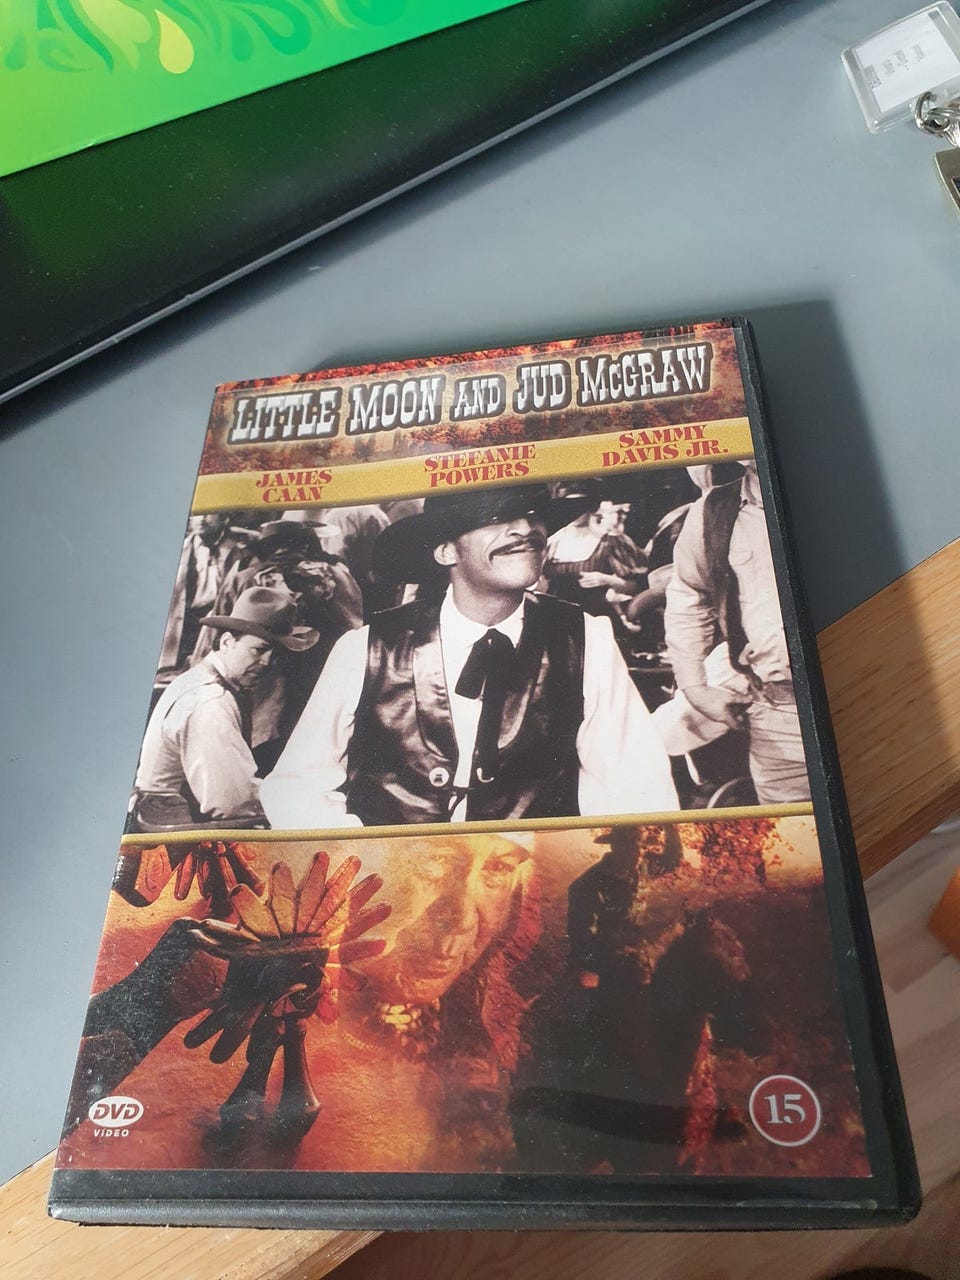 LITTLE MOON AND JUD McGRAW
JAMES
CAAN
STEFANIE
POWERS
SAMMY
DAVIS JR.
DVD
VIDEO
15